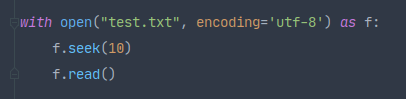 with open("test.txt", encoding='utf-8') as f:
    f.seek(10)
    f.read()